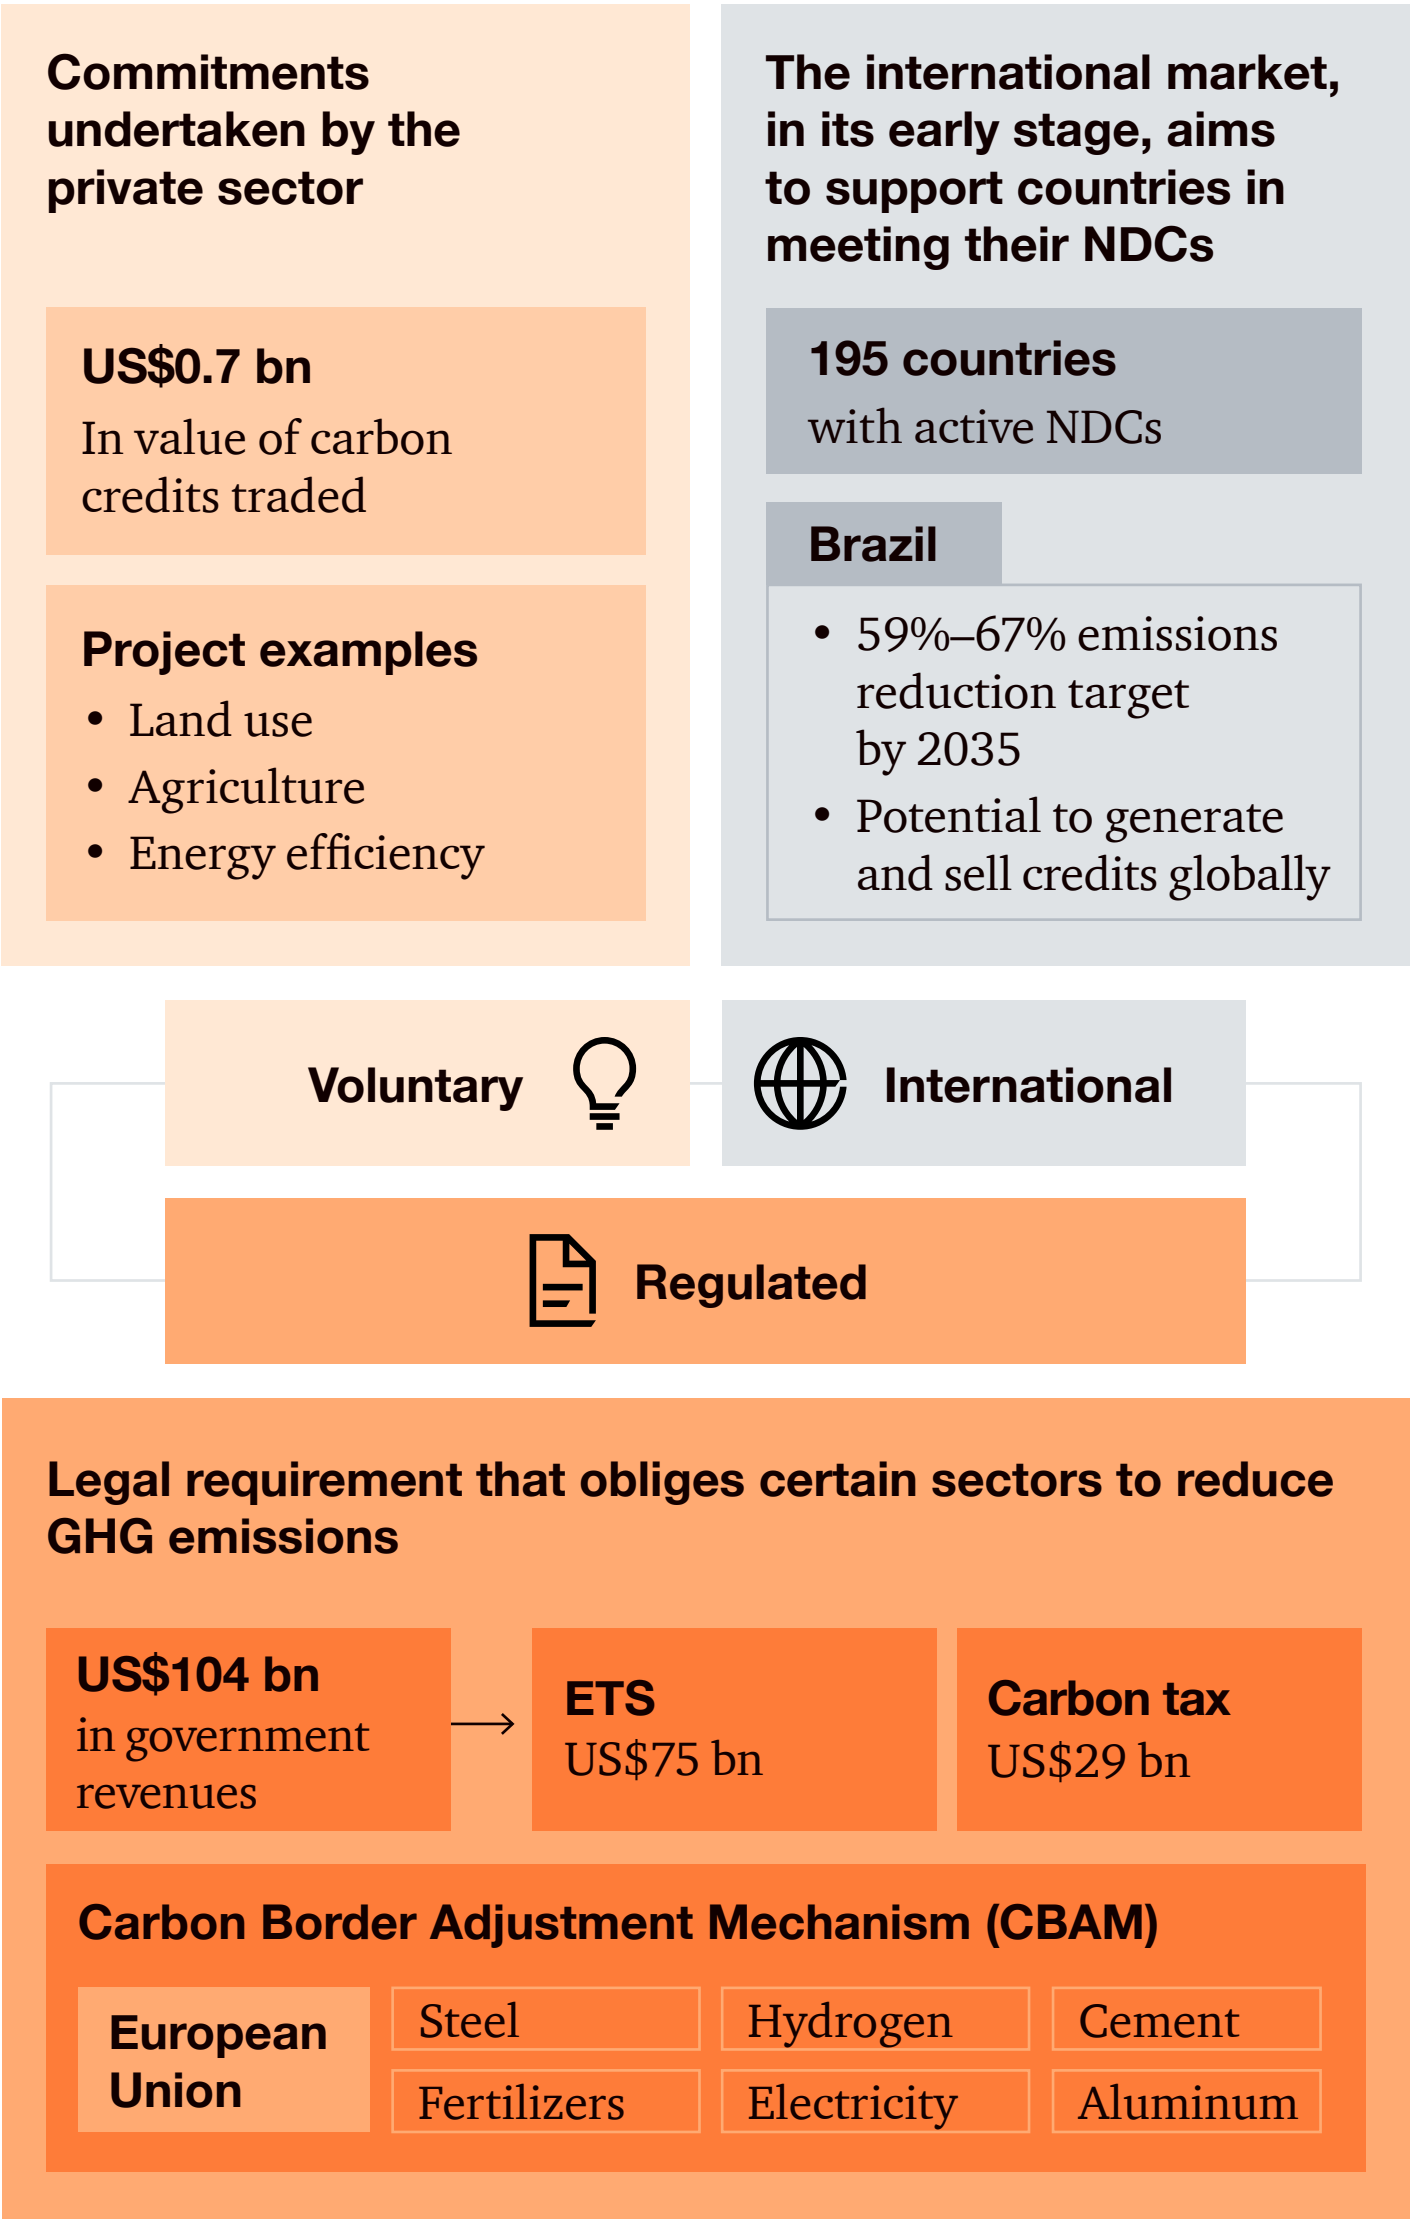 Commitments
undertaken by the
private sector
US$0.7 bn
In value of carbon
credits traded
Project examples
• Land use
• Agriculture
• Energy efficiency
The international market,
in its early stage, aims
to support countries in
meeting their NDCs
195 countries
with active NDCs
Brazil
• 59%–67% emissions
reduction target
by 2035
• Potential to generate
and sell credits globally
Voluntary
International
Regulated
Legal requirement that obliges certain sectors to reduce
GHG emissions
US$104 bn
in government
revenues
ETS
US$75 bn
Carbon tax
US$29 bn
Carbon Border Adjustment Mechanism (CBAM)
European
Union
Steel
Hydrogen
Cement
Fertilizers
Electricity
Aluminum